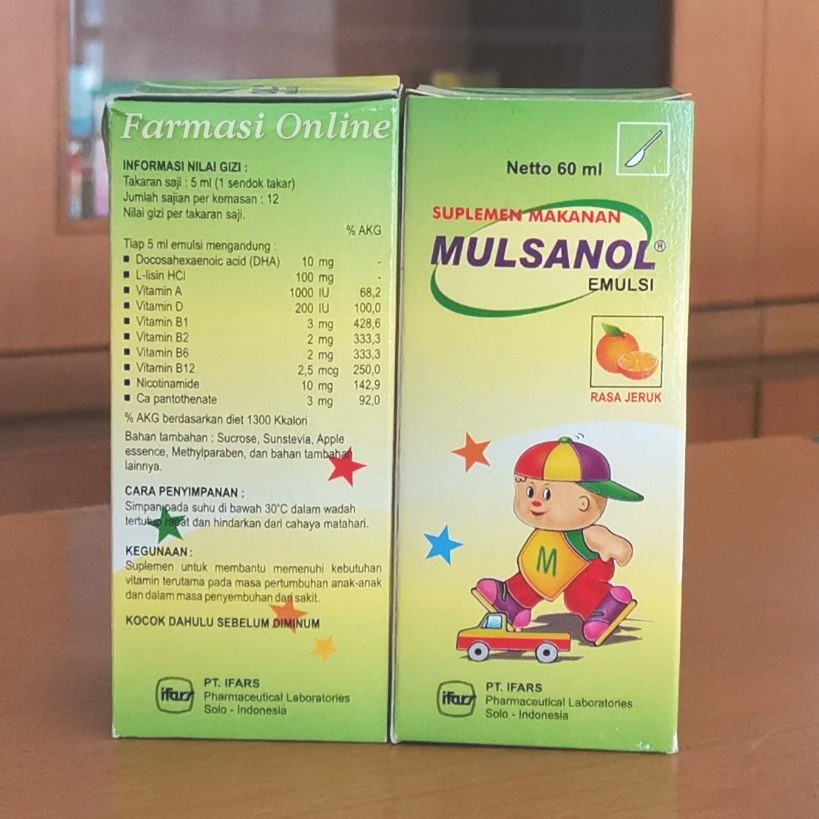 Farmasi Online
INFORMASI NILAI GIZI :
Takaran saji : 5 ml (1 sendok takar)
Jumlah sajian per kemasan : 12
Nilai gizi per takaran saji.
% AKG
Tiap 5 ml emulsi mengandung :
■ Docosahexaenoic acid (DHA) 10 mg -
■ L-lisin HCl 100 mg -
■ Vitamin A 1000 IU 68,2
■ Vitamin D 200 IU 100,0
■ Vitamin B1 3 mg 428,6
■ Vitamin B2 2 mg 333,3
■ Vitamin B6 2 mg 333,3
■ Vitamin B12 2,5 mcg 250,0
■ Nicotinamide 10 mg 142,9
■ Ca pantothenate 3 mg 92,0
% AKG berdasarkan diet 1300 Kkalori
Bahan tambahan : Sucrose, Sunstevia, Apple
essence, Methylparaben, dan bahan tambahan
lainnya.
CARA PENYIMPANAN :
Simpan pada suhu di bawah 30°C dalam wadah
tertutup rapat dan hindarkan dari cahaya matahari.
KEGUNAAN :
Suplemen untuk membantu memenuhi kebutuhan
vitamin terutama pada masa pertumbuhan anak-anak
dan dalam masa penyembuhan dari sakit.
KOCOK DAHULU SEBELUM DIMINUM
ifars
PT. IFARS
Pharmaceutical Laboratories
Solo - Indonesia
Netto 60 ml
SUPLEMEN MAKANAN
MULSANOL®
EMULSI
RASA JERUK
M
ifars
PT. IFARS
Pharmaceutical Laboratories
Solo - Indonesia